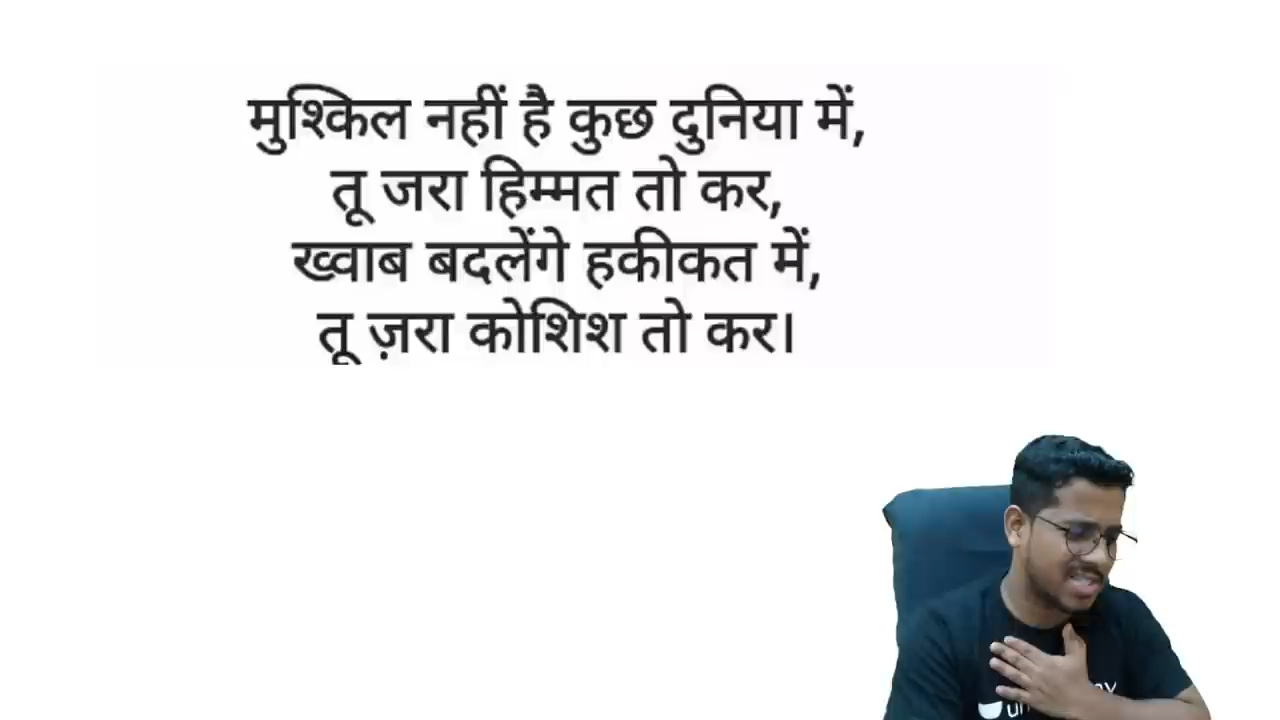 मुश्किल नहीं है कुछ दुनिया में,
तू जरा हिम्मत तो कर,
ख्वाब बदलेंगे हकीकत में,
तू ज़रा कोशिश तो कर।